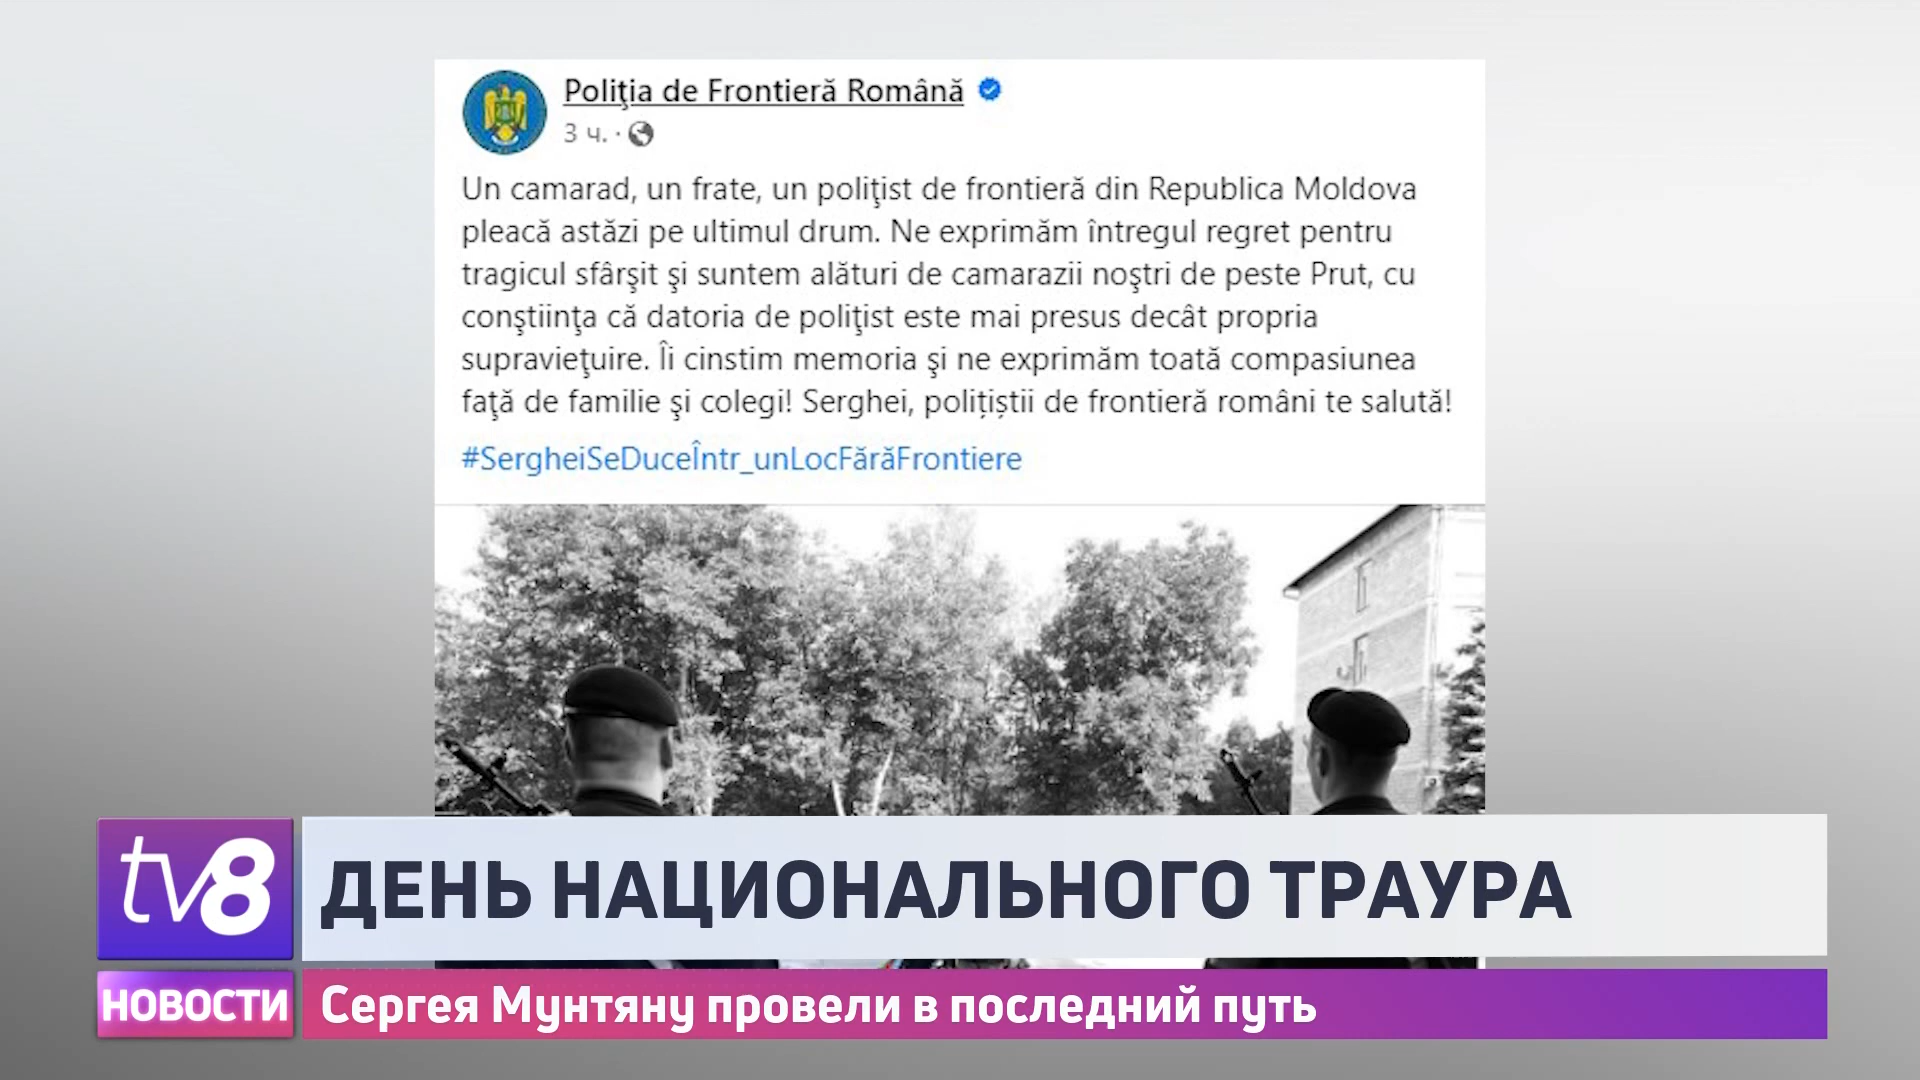 Poliţia de Frontieră Română
3 ч. ·
Un camarad, un frate, un poliţist de frontieră din Republica Moldova
pleacă astăzi pe ultimul drum. Ne exprimăm întregul regret pentru
tragicul sfârşit şi suntem alături de camarazii noştri de peste Prut, cu
conştiinţa că datoria de poliţist este mai presus decât propria
supravieţuire. Îi cinstim memoria şi ne exprimăm toată compasiunea
faţă de familie şi colegi! Serghei, polițiștii de frontieră români te salută!
#SergheiSeDuceÎntr_unLocFărăFrontiere
tv8
ДЕНЬ НАЦИОНАЛЬНОГО ТРАУРА
НОВОСТИ
Сергея Мунтяну провели в последний путь